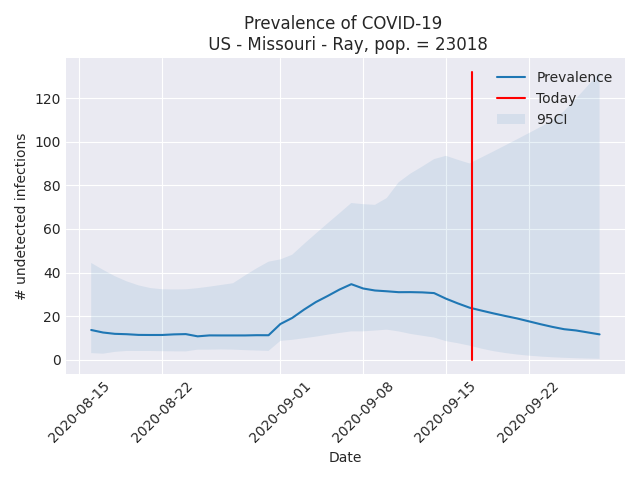 Prevalence of COVID-19
US - Missouri - Ray, pop. = 23018
Prevalence
Today
95CI
120
100
80
60
40
20
0
# undetected infections
2020-08-15
2020-08-22
2020-09-01
2020-09-08
2020-09-15
2020-09-22
Date